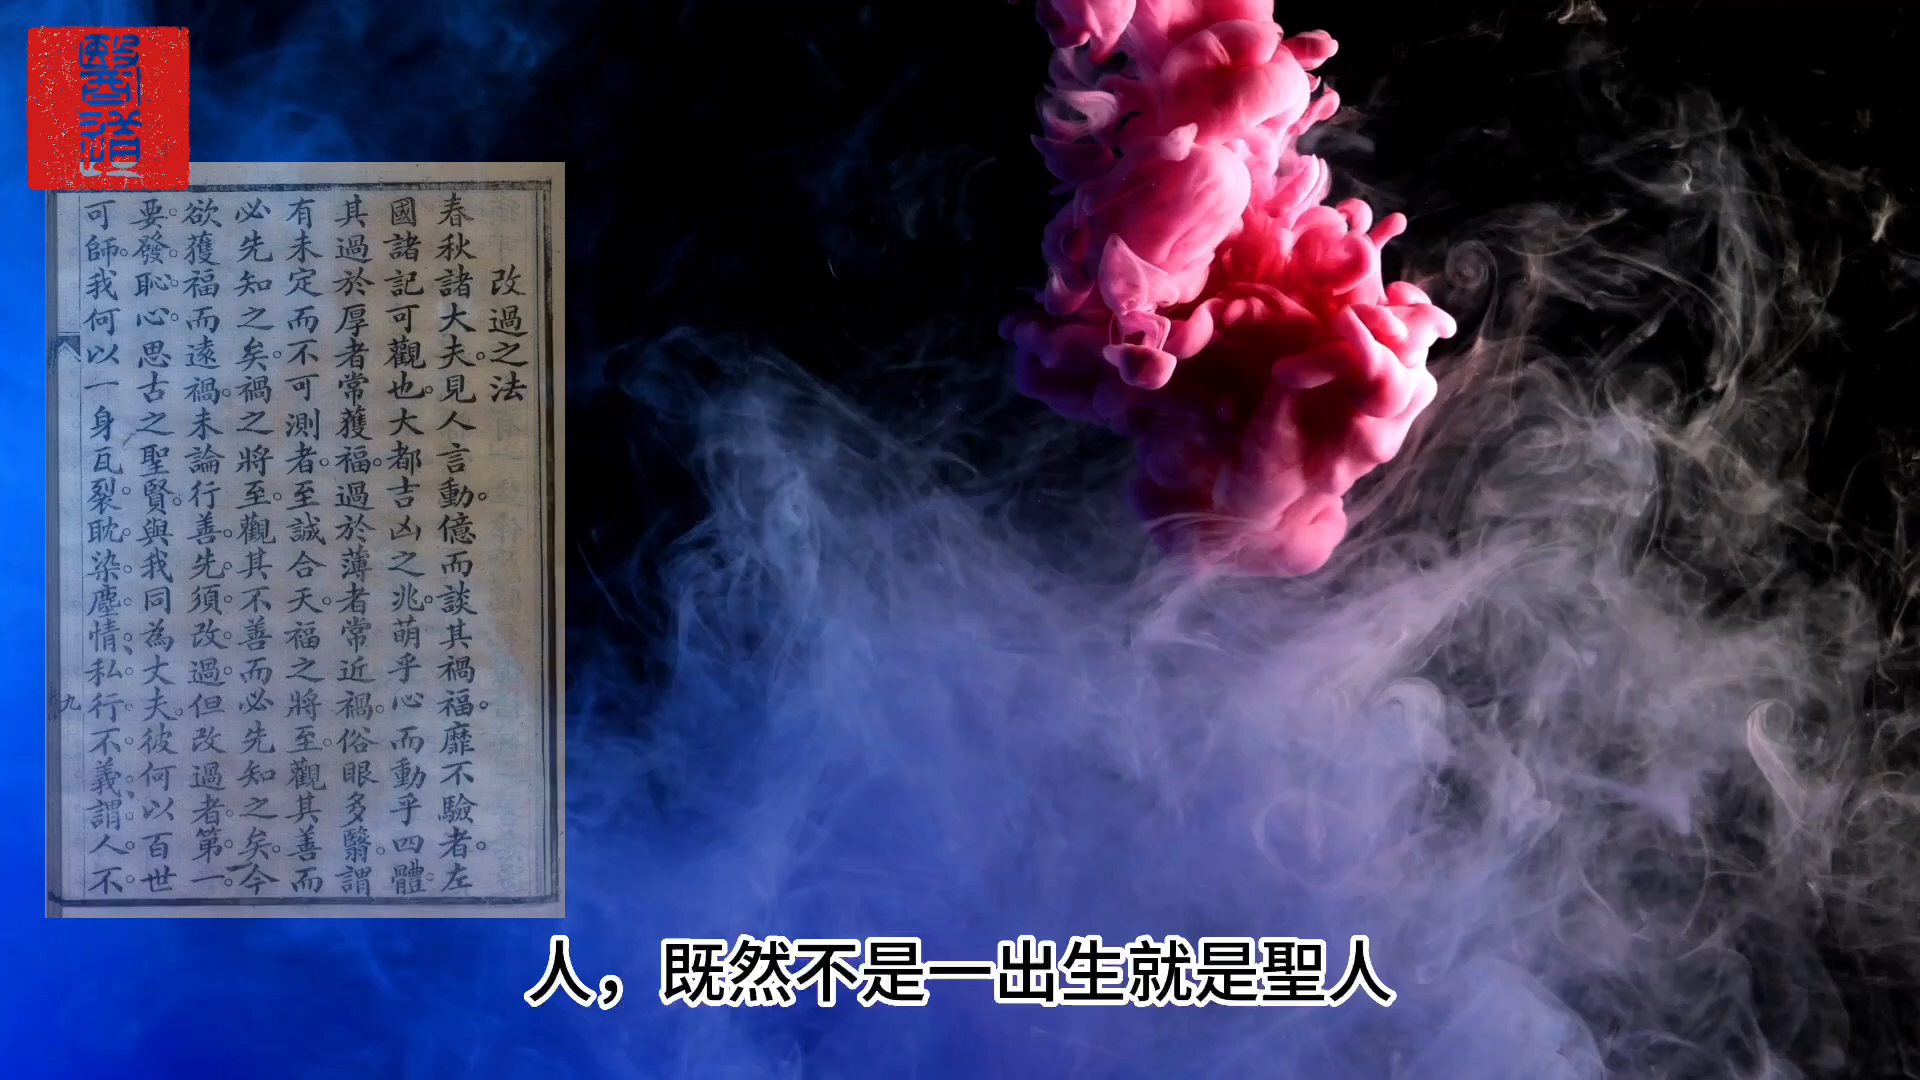 醫道
改過之法
春秋諸大夫見人言動億而談其禍福靡不驗者左
國諸記可觀也大都吉凶之兆萌乎心而動乎四體
其過於厚者常獲福過於薄者常近禍俗眼多翳謂
有未定而不可測者至誠合天福之將至觀其善而
必先知之矣禍之將至觀其不善而必先知之矣今
欲獲福而遠禍未論行善先須改過但改過者第一
要發恥心思古之聖賢與我同為丈夫彼何以百世
可師我何以一身瓦裂耽染塵情私行不義謂人不
九
人，既然不是一出生就是聖人